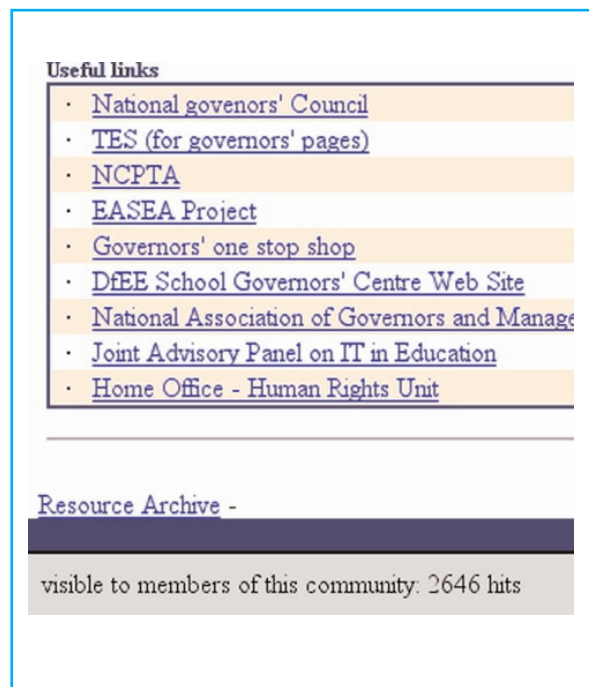 Useful links
· National govenors' Council
· TES (for governors' pages)
· NCPTA
· EASEA Project
· Governors' one stop shop
· DfEE School Governors' Centre Web Site
· National Association of Governors and Manage
· Joint Advisory Panel on IT in Education
· Home Office - Human Rights Unit
Resource Archive -
visible to members of this community: 2646 hits